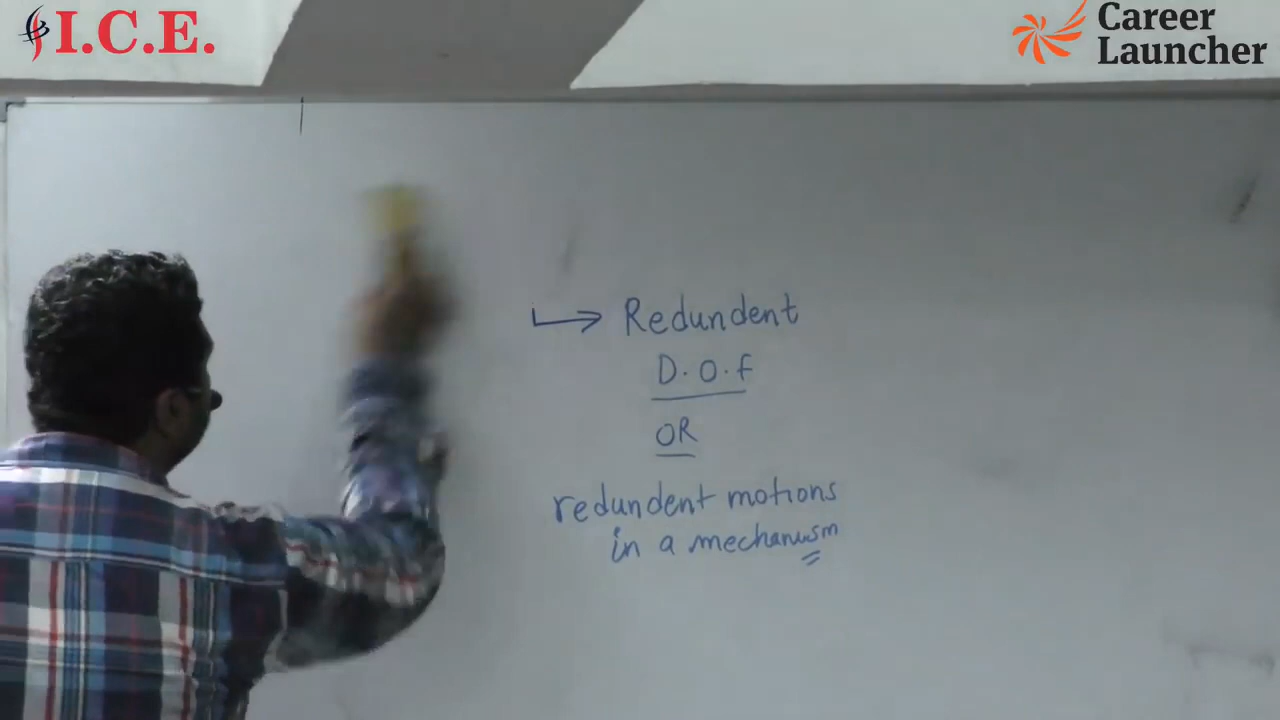 I.C.E.
Career
Launcher
Redundent
D.O.f
OR
redundent motions
in a mechanism